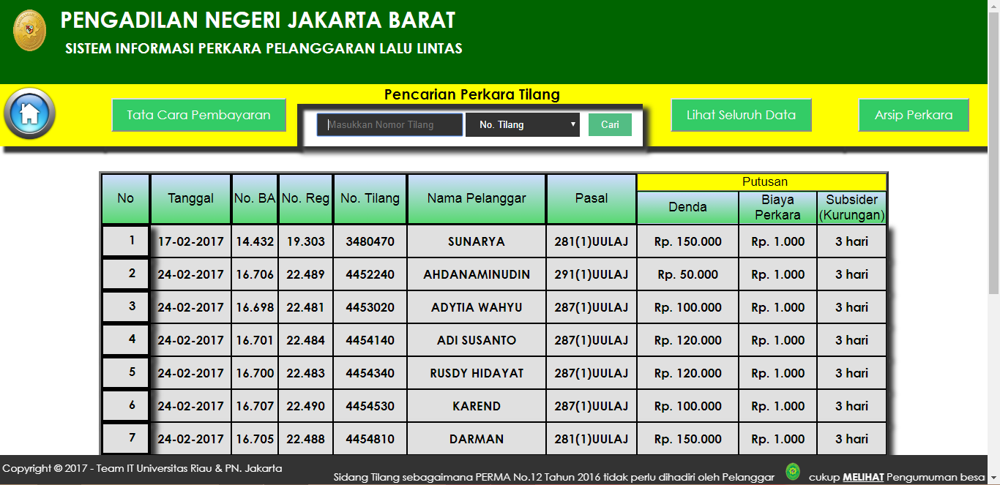 PENGADILAN NEGERI JAKARTA BARAT
SISTEM INFORMASI PERKARA PELANGGARAN LALU LINTAS
Pencarian Perkara Tilang
Tata Cara Pembayaran Masukkan Nomor Tilang No. Tilang Cari Lihat Seluruh Data Arsip Perkara
Putusan
No Tanggal No. BA No. Reg No. Tilang Nama Pelanggar Pasal Denda Biaya Perkara Subsider (Kurungan)
1 17-02-2017 14.432 19.303 3480470 SUNARYA 281(1)UULAJ Rp. 150.000 Rp. 1.000 3 hari
2 24-02-2017 16.706 22.489 4452240 AHDANAMINUDIN 291(1)UULAJ Rp. 50.000 Rp. 1.000 3 hari
3 24-02-2017 16.698 22.481 4453020 ADYTIA WAHYU 287(1)UULAJ Rp. 100.000 Rp. 1.000 3 hari
4 24-02-2017 16.701 22.484 4454140 ADI SUSANTO 287(1)UULAJ Rp. 120.000 Rp. 1.000 3 hari
5 24-02-2017 16.700 22.483 4454340 RUSDY HIDAYAT 287(1)UULAJ Rp. 120.000 Rp. 1.000 3 hari
6 24-02-2017 16.707 22.490 4454530 KAREND 287(1)UULAJ Rp. 100.000 Rp. 1.000 3 hari
7 24-02-2017 16.705 22.488 4454810 DARMAN 281(1)UULAJ Rp. 150.000 Rp. 1.000 3 hari
Copyright © 2017 - Team IT Universitas Riau & PN. Jakarta
Sidang Tilang sebagaimana PERMA No.12 Tahun 2016 tidak perlu dihadiri oleh Pelanggar cukup MELIHAT Pengumuman besa